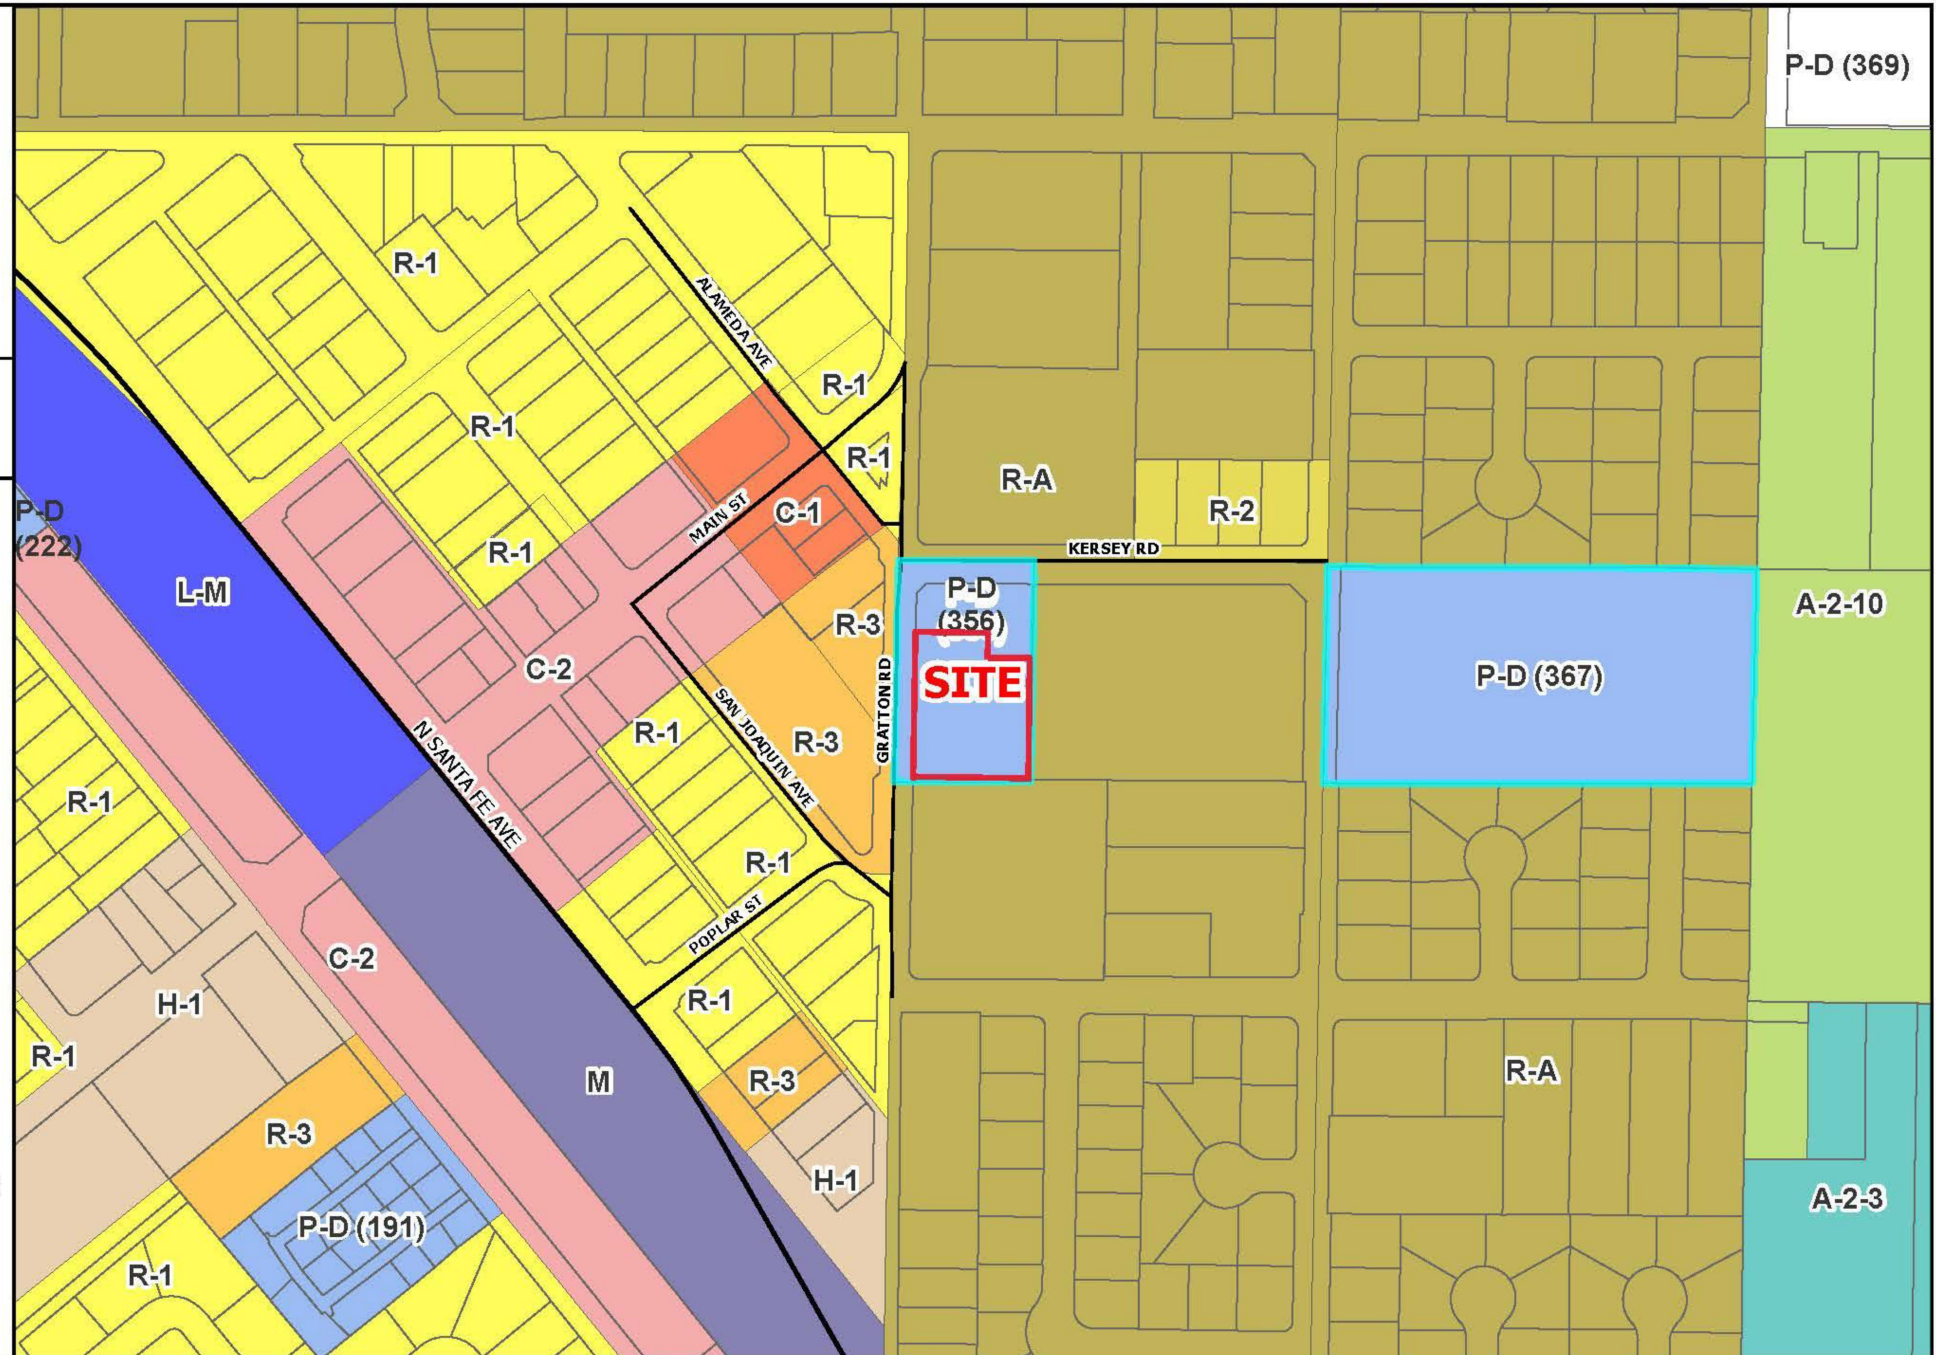 P-D (369)
R-1
ALAMEDA AVE
R-1
R-1
R-1
R-A
C-1
MAIN ST
R-2
P-D
(222)
R-1
KERSEY RD
L-M
P-D
(356)
A-2-10
R-3
C-2
SITE
P-D (367)
GRATTON RD
R-1
R-3
SAN JOAQUIN AVE
N SANTA FE AVE
R-1
R-1
POPLAR ST
C-2
H-1
R-1
R-1
M
R-3
R-A
R-3
H-1
A-2-3
P-D (191)
R-1